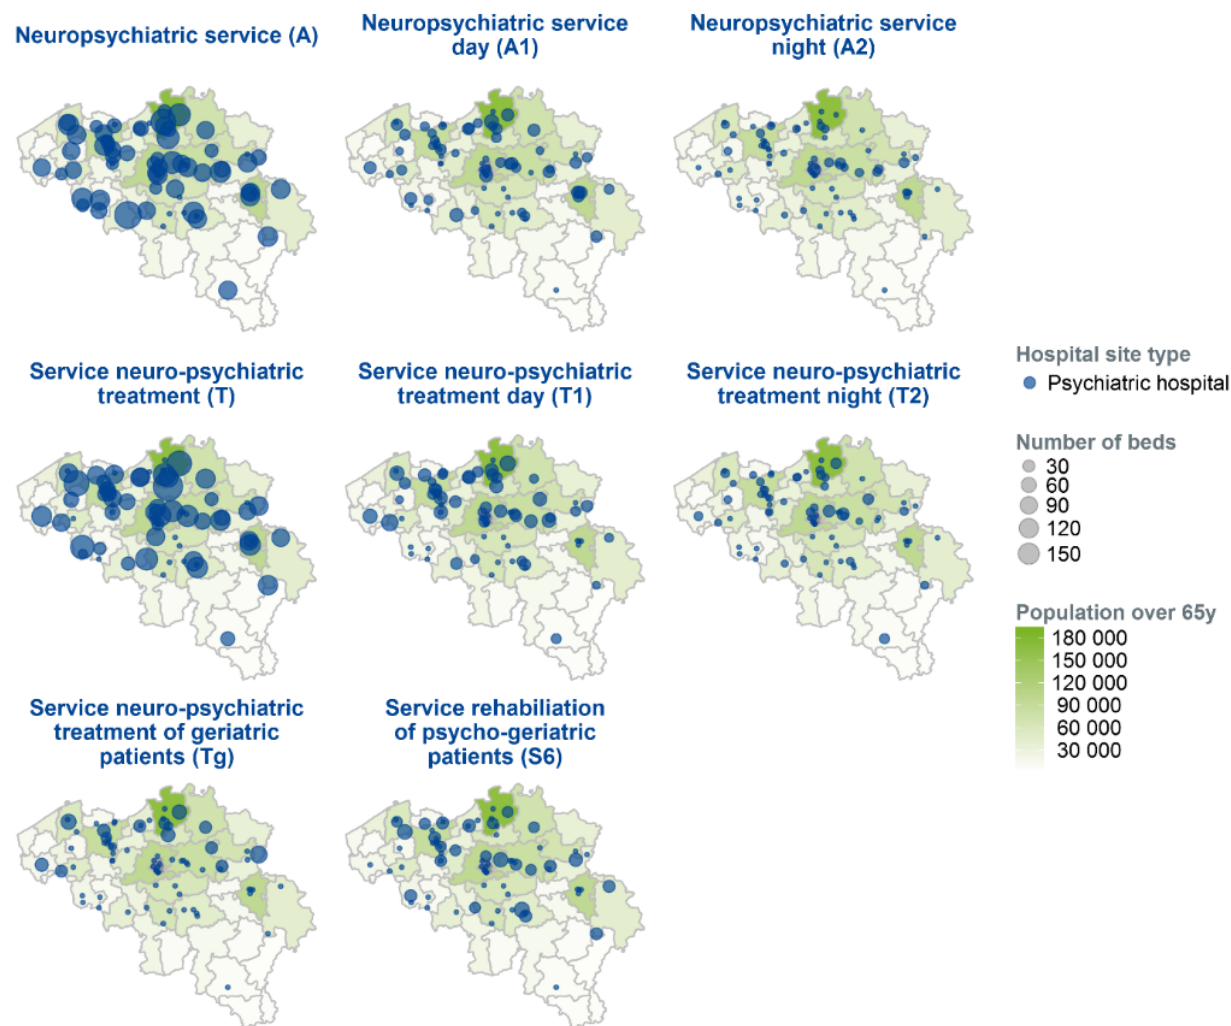 Neuropsychiatric service (A)
Neuropsychiatric service
day (A1)
Neuropsychiatric service
night (A2)
Service neuro-psychiatric
treatment (T)
Service neuro-psychiatric
treatment day (T1)
Service neuro-psychiatric
treatment night (T2)
Hospital site type
Psychiatric hospital
Number of beds
30
60
90
120
150
Population over 65y
180 000
150 000
120 000
90 000
60 000
30 000
Service neuro-psychiatric
treatment of geriatric
patients (Tg)
Service rehabiliation
of psycho-geriatric
patients (S6)